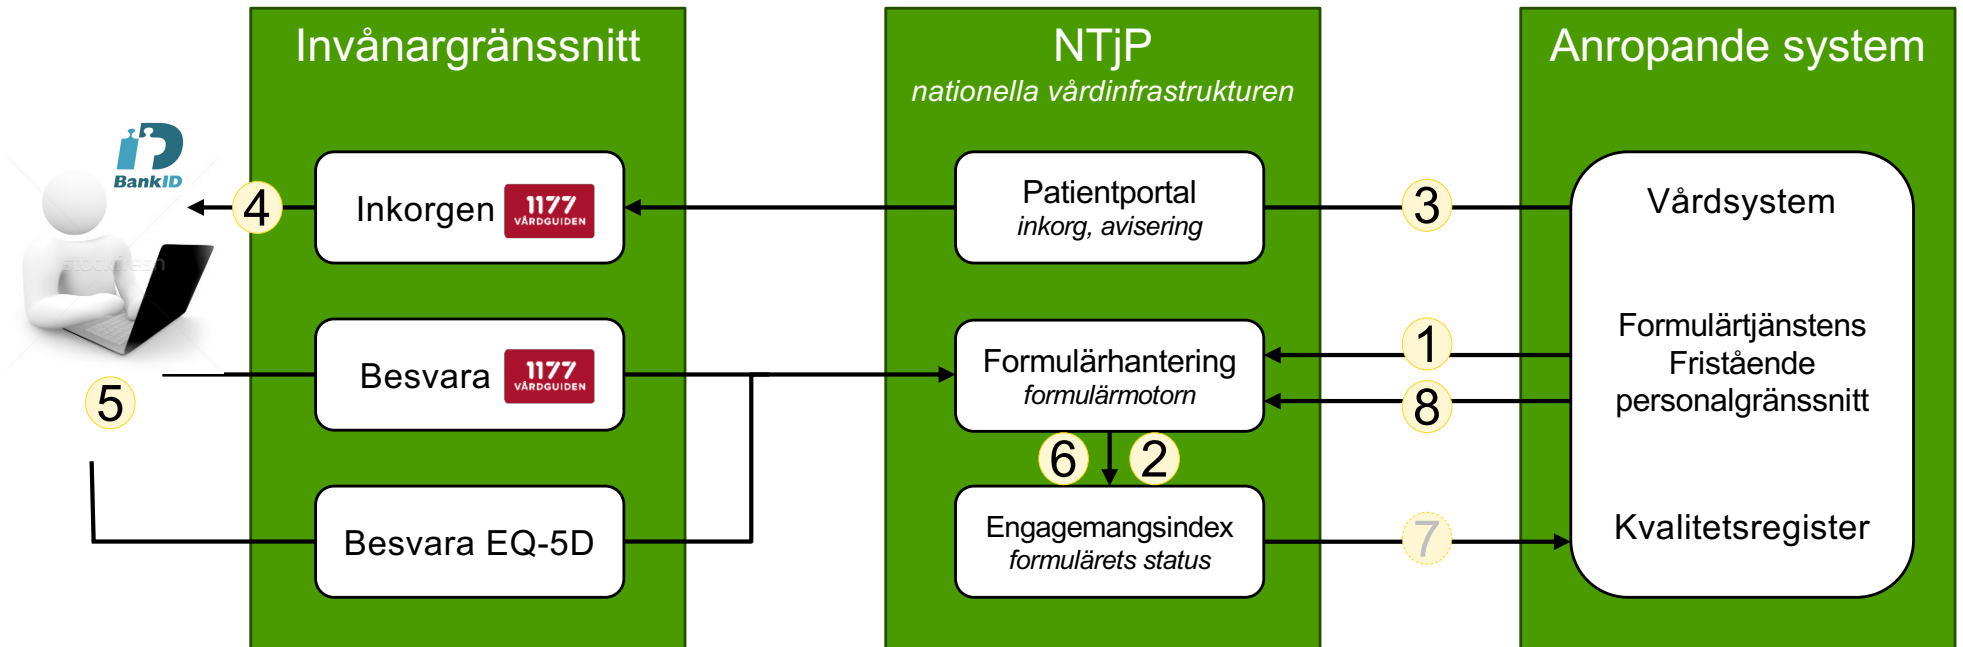 Invånargränssnitt
NTjP
nationella vårdinfrastrukturen
Anropande system
BankID
4
Inkorgen
1177
VÅRDGUIDEN
Patientportal
inkorg, avisering
3
Vårdsystem
Besvara
1177
VÅRDGUIDEN
5
Formulärhantering
formulärmotorn
1
8
Formulärtjänstens
Fristående
personalgränssnitt
6
2
Besvara EQ-5D
Engagemangsindex
formulärets status
7
Kvalitetsregister